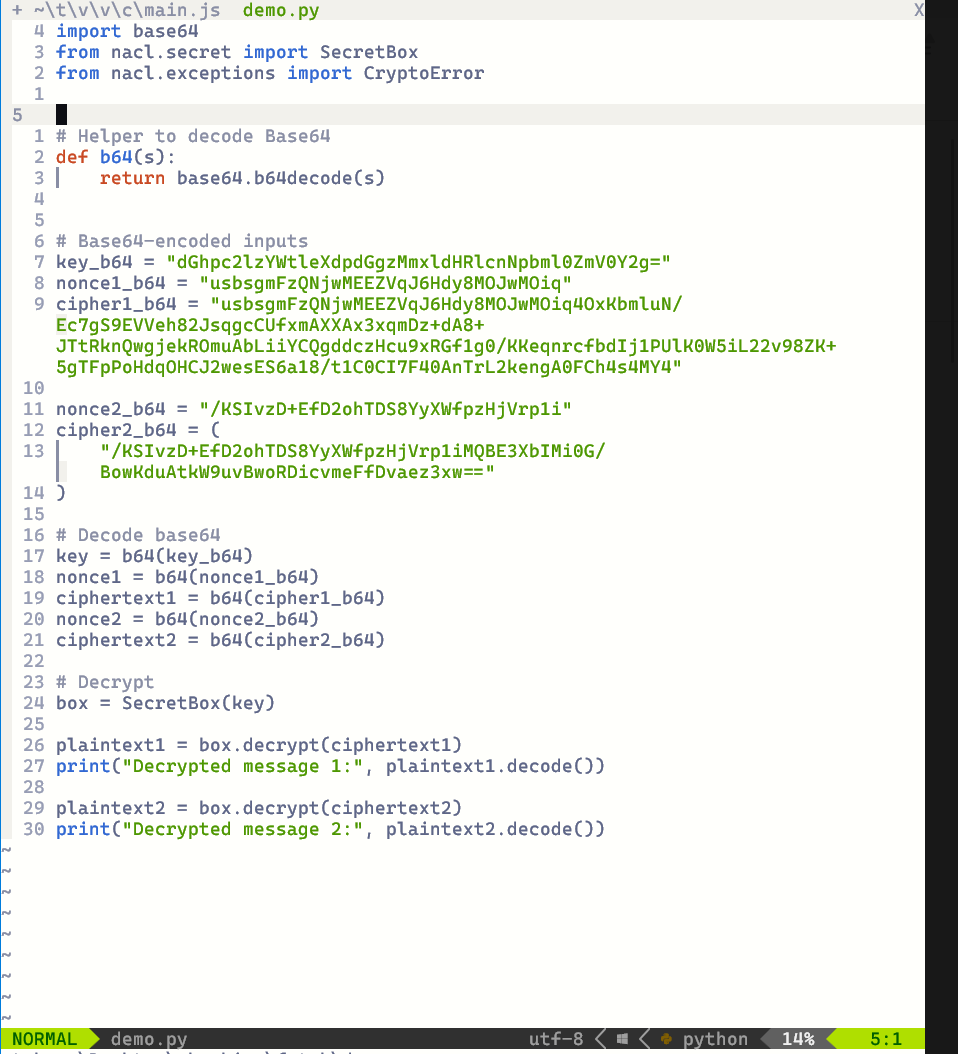 + ~\t\v\v\c\main.js demo.py X
4 import base64
3 from nacl.secret import SecretBox
2 from nacl.exceptions import CryptoError
1
5
1 # Helper to decode Base64
2 def b64(s):
3 return base64.b64decode(s)
4
5
6 # Base64-encoded inputs
7 key_b64 = "dGhpc2lzYWtleXdpdGgzMmxldHRlcnNpbml0ZmV0Y2g="
8 nonce1_b64 = "usbsgmFzQNjwMEEZVqJ6Hdy8MOJwMOiq"
9 cipher1_b64 = "usbsgmFzQNjwMEEZVqJ6Hdy8MOJwMOiq4OxKbmluN/
Ec7gS9EVVeh82JsqgcCUfxmAXXAx3xqmDz+dA8+
JTtRknQwgjekROmuAbLiiYCQgddczHcu9xRGf1g0/KKeqnrcfbdIj1PUlK0W5iL22v98ZK+
5gTFpPoHdqOHCJ2wesES6a18/t1C0CI7F40AnTrL2kengA0FCh4s4MY4"
10
11 nonce2_b64 = "/KSIvzD+EfD2ohTDS8YyXWfpzHjVrp1i"
12 cipher2_b64 = (
13 "/KSIvzD+EfD2ohTDS8YyXWfpzHjVrp1iMQBE3XbIMi0G/
BowKduAtkW9uvBwoRDicvmeFfDvaez3xw=="
14 )
15
16 # Decode base64
17 key = b64(key_b64)
18 nonce1 = b64(nonce1_b64)
19 ciphertext1 = b64(cipher1_b64)
20 nonce2 = b64(nonce2_b64)
21 ciphertext2 = b64(cipher2_b64)
22
23 # Decrypt
24 box = SecretBox(key)
25
26 plaintext1 = box.decrypt(ciphertext1)
27 print("Decrypted message 1:", plaintext1.decode())
28
29 plaintext2 = box.decrypt(ciphertext2)
30 print("Decrypted message 2:", plaintext2.decode())
~
~
~
~
~
~
~
~
~
NORMAL demo.py utf-8 python 14% 5:1